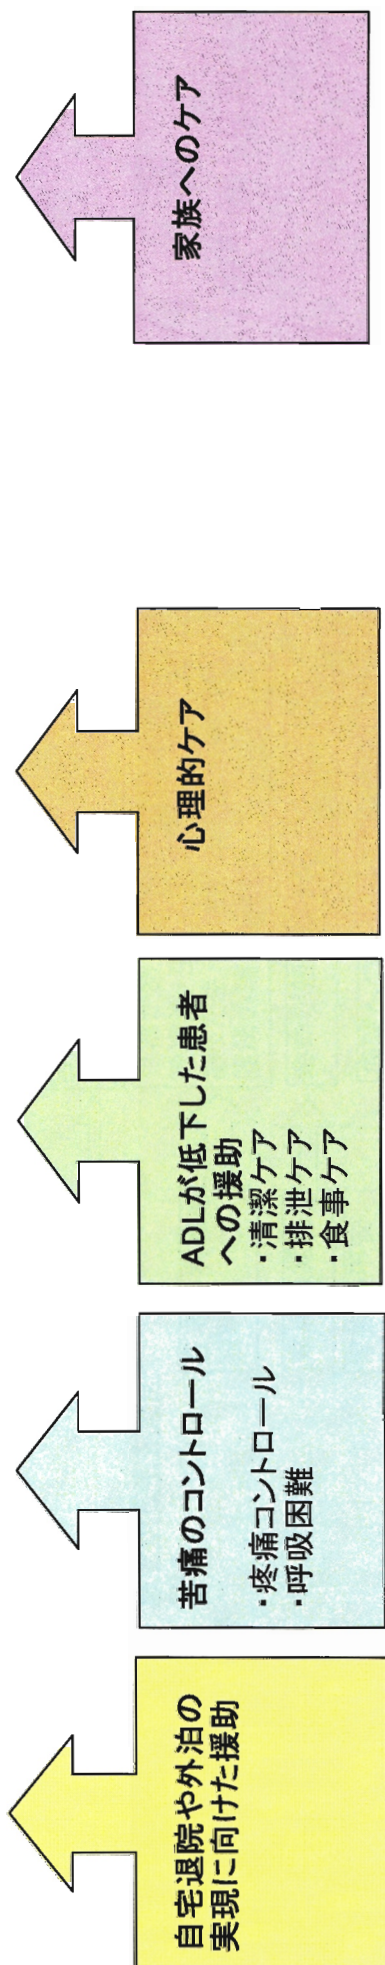 自宅退院や外泊の
実現に向けた援助
苦痛のコントロール
・疼痛コントロール
・呼吸困難
ADLが低下した患者
への援助
・清潔ケア
・排泄ケア
・食事ケア
心理的ケア
家族へのケア